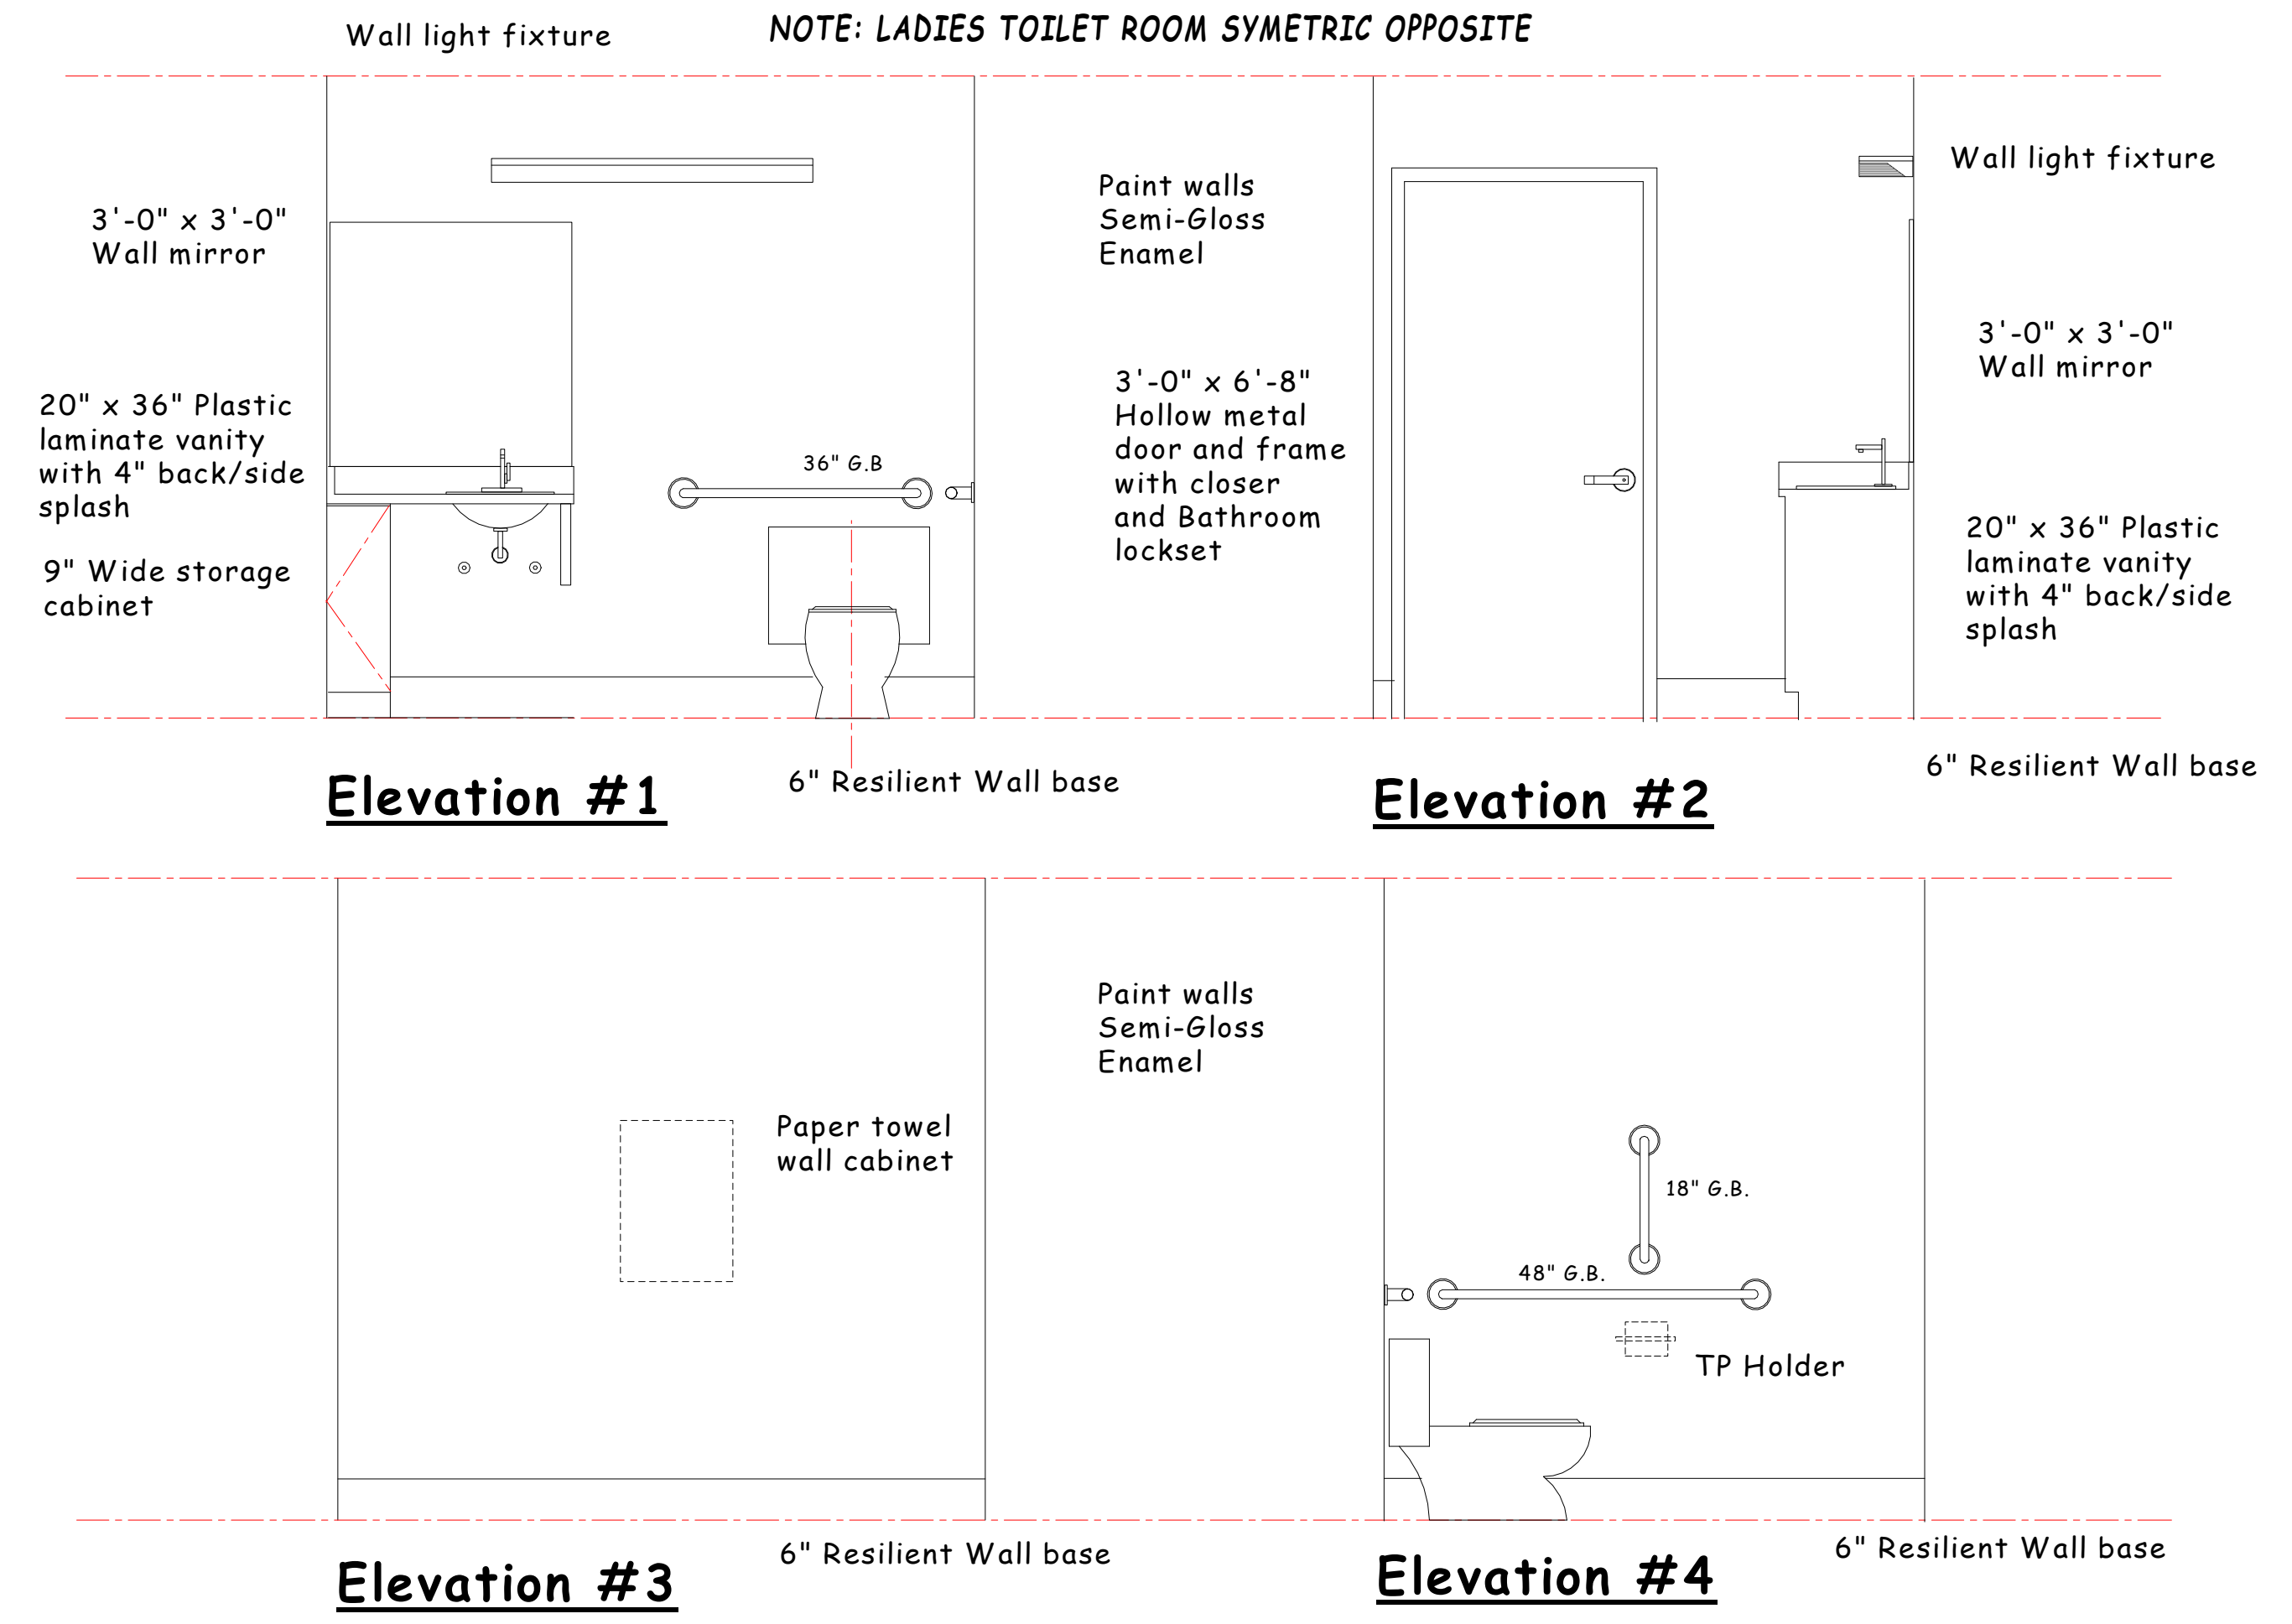 Wall light fixture
NOTE: LADIES TOILET ROOM SYMETRIC OPPOSITE
3'-0" x 3'-0"
Wall mirror
20" x 36" Plastic
laminate vanity
with 4" back/side
splash
9" Wide storage
cabinet
36" G.B
6" Resilient Wall base
Elevation #1
Paint walls
Semi-Gloss
Enamel
3'-0" x 6'-8"
Hollow metal
door and frame
with closer
and Bathroom
lockset
Wall light fixture
3'-0" x 3'-0"
Wall mirror
20" x 36" Plastic
laminate vanity
with 4" back/side
splash
6" Resilient Wall base
Elevation #2
Paper towel
wall cabinet
6" Resilient Wall base
Elevation #3
Paint walls
Semi-Gloss
Enamel
18" G.B.
48" G.B.
TP Holder
6" Resilient Wall base
Elevation #4